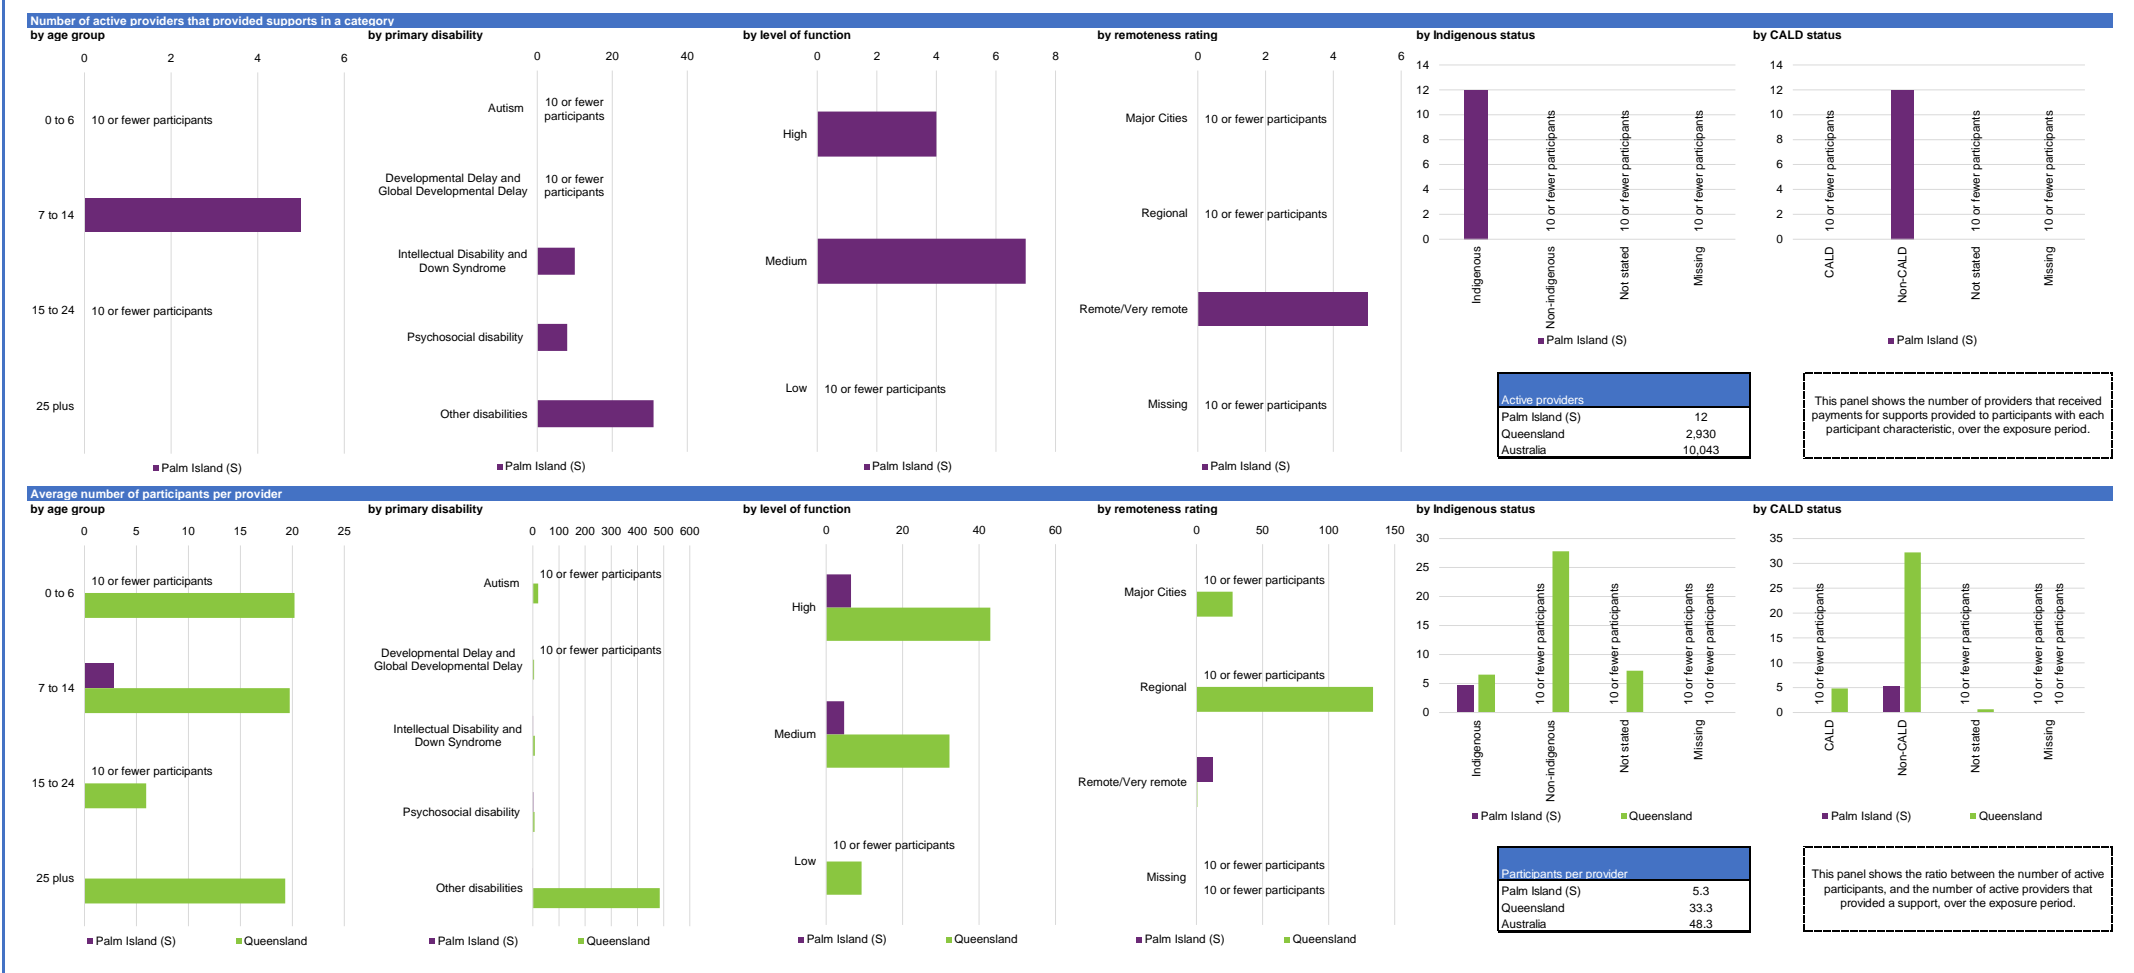 Number of active providers that provided supports in a category
by age group
0 2 4 6
0 to 6
10 or fewer participants
7 to 14
15 to 24
10 or fewer participants
25 plus
Palm Island (S)
by primary disability
0 20 40
Autism
10 or fewer
participants
Developmental Delay and
Global Developmental Delay
10 or fewer
participants
Intellectual Disability and
Down Syndrome
Psychosocial disability
Other disabilities
Palm Island (S)
by level of function
0 2 4 6 8
High
Medium
Low
10 or fewer participants
Palm Island (S)
by remoteness rating
0 2 4 6
Major Cities
10 or fewer participants
Regional
10 or fewer participants
Remote/Very remote
Missing
10 or fewer participants
Palm Island (S)
by Indigenous status
14
12
10
8
6
4
2
0
10 or fewer participants
10 or fewer participants
10 or fewer participants
Indigenous
Non-indigenous
Not stated
Missing
Palm Island (S)
by CALD status
14
12
10
8
6
4
2
0
10 or fewer participants
10 or fewer participants
10 or fewer participants
CALD
Non-CALD
Not stated
Missing
Palm Island (S)
Active providers
Palm Island (S) 12
Queensland 2,930
Australia 10,043
This panel shows the number of providers that received
payments for supports provided to participants with each
participant characteristic, over the exposure period.
Average number of participants per provider
by age group
0 5 10 15 20 25
0 to 6
10 or fewer participants
7 to 14
15 to 24
10 or fewer participants
25 plus
Palm Island (S) Queensland
by primary disability
0 100 200 300 400 500 600
Autism
10 or fewer participants
Developmental Delay and
Global Developmental Delay
10 or fewer participants
Intellectual Disability and
Down Syndrome
Psychosocial disability
Other disabilities
Palm Island (S) Queensland
by level of function
0 20 40 60
High
Medium
Low
10 or fewer participants
Palm Island (S) Queensland
by remoteness rating
0 50 100 150
Major Cities
10 or fewer participants
Regional
10 or fewer participants
Remote/Very remote
Missing
10 or fewer participants
10 or fewer participants
Palm Island (S) Queensland
by Indigenous status
30
25
20
15
10
5
0
10 or fewer participants
10 or fewer participants
10 or fewer participants
10 or fewer participants
Indigenous
Non-indigenous
Not stated
Missing
Palm Island (S) Queensland
by CALD status
35
30
25
20
15
10
5
0
10 or fewer participants
10 or fewer participants
10 or fewer participants
10 or fewer participants
CALD
Non-CALD
Not stated
Missing
Palm Island (S) Queensland
Participants per provider
Palm Island (S) 5.3
Queensland 33.3
Australia 48.3
This panel shows the ratio between the number of active
participants, and the number of active providers that
provided a support, over the exposure period.